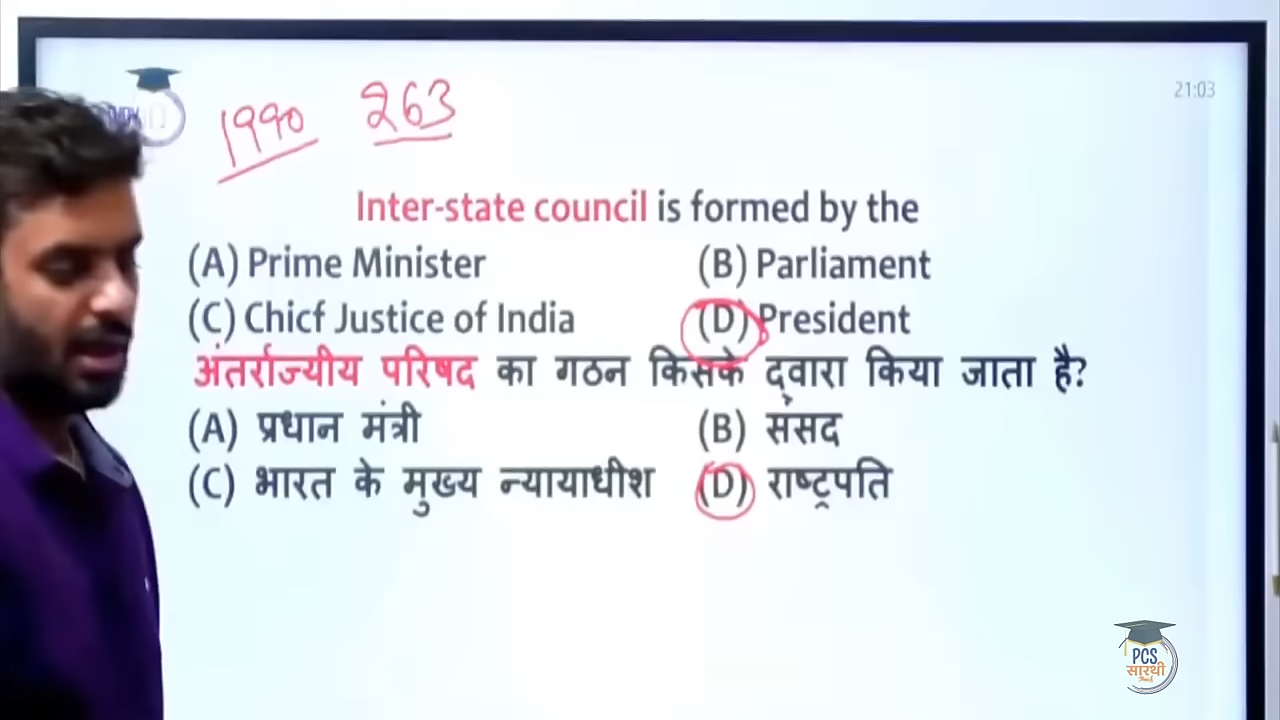 21:03
1990 263
Inter-state council is formed by the
(A) Prime Minister (B) Parliament
(C) Chicf Justice of India (D) President
अंतर्राज्यीय परिषद का गठन किसके द्वारा किया जाता है?
(A) प्रधान मंत्री (B) संसद
(C) भारत के मुख्य न्यायाधीश (D) राष्ट्रपति
PCS
सारथी